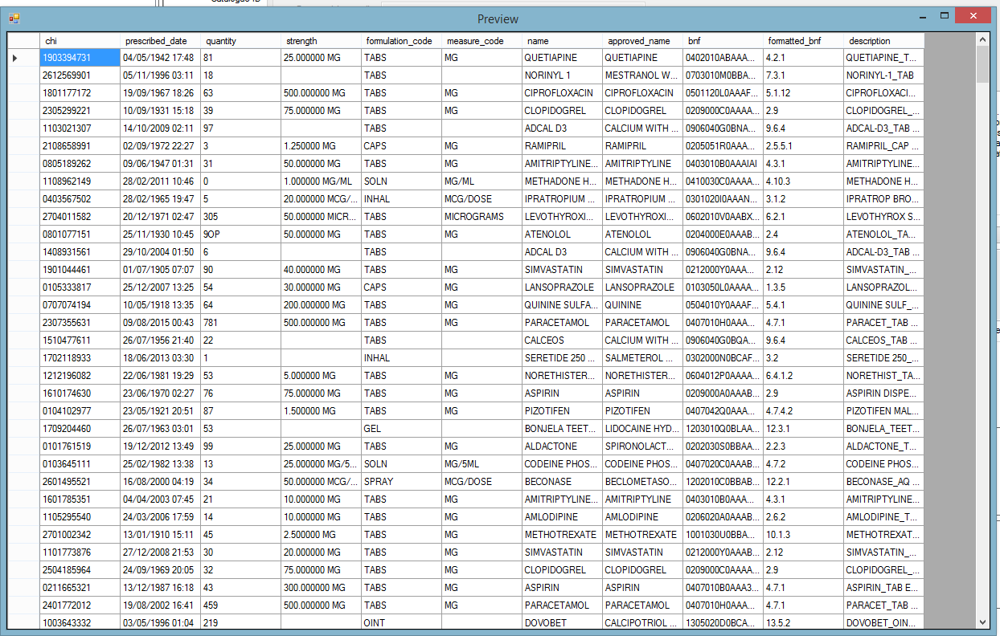 Preview
chi prescribed_date quantity strength formulation_code measure_code name approved_name bnf formatted_bnf description
1903394731 04/05/1942 17:48 81 25.000000 MG TABS MG QUETIAPINE QUETIAPINE 0402010ABAAA... 4.2.1 QUETIAPINE_T...
2612569901 05/11/1996 03:11 18 TABS NORINYL 1 MESTRANOL W... 0703010M0BBA... 7.3.1 NORINYL-1_TAB
1801177172 19/09/1967 18:26 63 500.000000 MG TABS MG CIPROFLOXACIN CIPROFLOXACIN 0501120L0AAAF... 5.1.12 CIPROFLOXACI...
2305299221 10/09/1931 15:18 39 75.000000 MG TABS MG CLOPIDOGREL CLOPIDOGREL 0209000C0AAAA... 2.9 CLOPIDOGREL_...
1103021307 14/10/2009 02:11 97 TABS ADCAL D3 CALCIUM WITH ... 0906040G0BNA... 9.6.4 ADCAL-D3_TAB ...
2108658991 02/09/1972 22:27 3 1.250000 MG CAPS MG RAMIPRIL RAMIPRIL 0205051R0AAA... 2.5.5.1 RAMIPRIL_CAP ...
0805189262 09/06/1947 01:31 31 50.000000 MG TABS MG AMITRIPTYLINE... AMITRIPTYLINE 0403010B0AAAIAI 4.3.1 AMITRIPTYLINE...
1108962149 28/02/2011 10:46 0 1.000000 MG/ML SOLN MG/ML METHADONE H... METHADONE H... 0410030C0AAAA... 4.10.3 METHADONE H...
0403567502 28/02/1965 19:47 5 20.000000 MCG/... INHAL MCG/DOSE IPRATROPIUM ... IPRATROPIUM ... 0301020I0AAAN... 3.1.2 IPRATROP BRO...
2704011582 20/12/1971 02:47 305 50.000000 MICR... TABS MICROGRAMS LEVOTHYROXI... LEVOTHYROXI... 0602010V0AABX... 6.2.1 LEVOTHYROX S...
0801077151 25/11/1930 10:45 9OP 50.000000 MG TABS MG ATENOLOL ATENOLOL 0204000E0AAAB... 2.4 ATENOLOL_TA...
1408931561 29/10/2004 01:50 6 TABS ADCAL D3 CALCIUM WITH ... 0906040G0BNA... 9.6.4 ADCAL-D3_TAB ...
1901044461 01/07/1905 07:07 90 40.000000 MG TABS MG SIMVASTATIN SIMVASTATIN 0212000Y0AAA... 2.12 SIMVASTATIN_...
0105333817 25/12/2007 13:25 54 30.000000 MG CAPS MG LANSOPRAZOLE LANSOPRAZOLE 0103050L0AAAA... 1.3.5 LANSOPRAZOL...
0707074194 10/05/1918 13:35 64 200.000000 MG TABS MG QUININE SULFA... QUININE 0504010Y0AAAF... 5.4.1 QUININE SULF_...
2307355631 09/08/2015 00:43 781 500.000000 MG TABS MG PARACETAMOL PARACETAMOL 0407010H0AAA... 4.7.1 PARACET_TAB ...
1510477611 26/07/1956 21:40 22 TABS CALCEOS CALCIUM WITH ... 0906040G0BQA... 9.6.4 CALCEOS_TAB ...
1702118933 18/06/2013 03:30 1 INHAL SERETIDE 250 ... SALMETEROL ... 0302000N0BCAF... 3.2 SERETIDE 250_...
1212196082 22/06/1981 19:29 53 5.000000 MG TABS MG NORETHISTER... NORETHISTER... 0604012P0AAAA... 6.4.1.2 NORETHIST_TA...
1610174630 23/06/1970 02:27 76 75.000000 MG TABS MG ASPIRIN ASPIRIN 0209000A0AAAB... 2.9 ASPIRIN DISPE...
0104102977 23/05/1921 20:51 87 1.500000 MG TABS MG PIZOTIFEN PIZOTIFEN 0407042Q0AAA... 4.7.4.2 PIZOTIFEN MAL...
1709204460 26/07/1963 03:01 53 GEL BONJELA TEET... LIDOCAINE HYD... 1203010Q0BLAA... 12.3.1 BONJELA_TEET...
0101761519 19/12/2012 13:49 99 25.000000 MG TABS MG ALDACTONE SPIRONOLACT... 0202030S0BBAA... 2.2.3 ALDACTONE_T...
0103645111 25/02/1982 13:38 13 25.000000 MG/5... SOLN MG/5ML CODEINE PHOS... CODEINE PHOS... 0407020C0AAAB... 4.7.2 CODEINE PHOS...
2601495521 16/08/2000 04:19 34 50.000000 MCG/... SPRAY MCG/DOSE BECONASE BECLOMETASO... 1202010C0BBAB... 12.2.1 BECONASE_AQ ...
1601785351 04/04/2003 07:45 21 10.000000 MG TABS MG AMITRIPTYLINE... AMITRIPTYLINE 0403010B0AAA... 4.3.1 AMITRIPTYLINE...
1105295540 24/03/2006 17:59 14 10.000000 MG TABS MG AMLODIPINE AMLODIPINE 0206020A0AAAB... 2.6.2 AMLODIPINE_T...
2701002342 13/01/1910 15:11 45 2.500000 MG TABS MG METHOTREXATE METHOTREXATE 1001030U0BBA... 10.1.3 METHOTREXAT...
1101773876 27/12/2008 21:53 30 20.000000 MG TABS MG SIMVASTATIN SIMVASTATIN 0212000Y0AAAB... 2.12 SIMVASTATIN_...
2504185964 24/09/1969 20:05 32 75.000000 MG TABS MG CLOPIDOGREL CLOPIDOGREL 0209000C0AAAA... 2.9 CLOPIDOGREL_...
0211665321 13/12/1987 16:18 43 300.000000 MG TABS MG ASPIRIN ASPIRIN 0407010B0AAA3... 4.7.1 ASPIRIN_TAB E...
2401772012 19/08/2002 16:41 459 500.000000 MG TABS MG PARACETAMOL PARACETAMOL 0407010H0AAA... 4.7.1 PARACET_TAB ...
1003643332 03/05/1996 01:04 219 OINT DOVOBET CALCIPOTRIOL ... 1305020D0BCA... 13.5.2 DOVOBET_OIN...